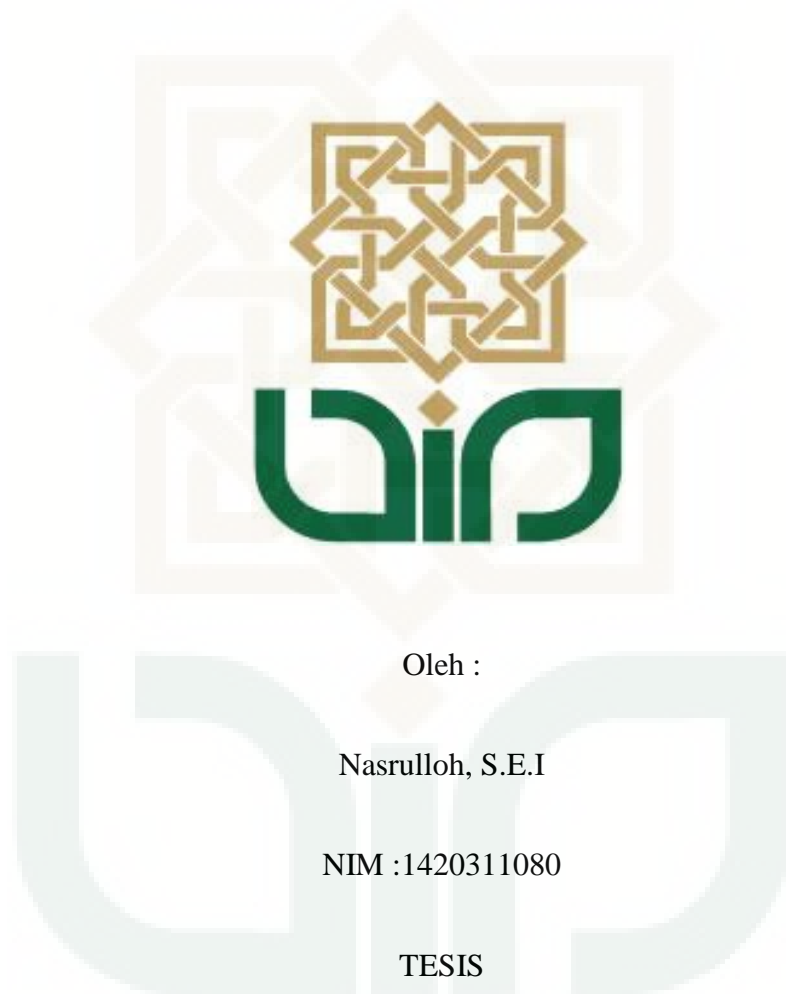 Oleh :
Nasrulloh, S.E.I
NIM :1420311080
TESIS